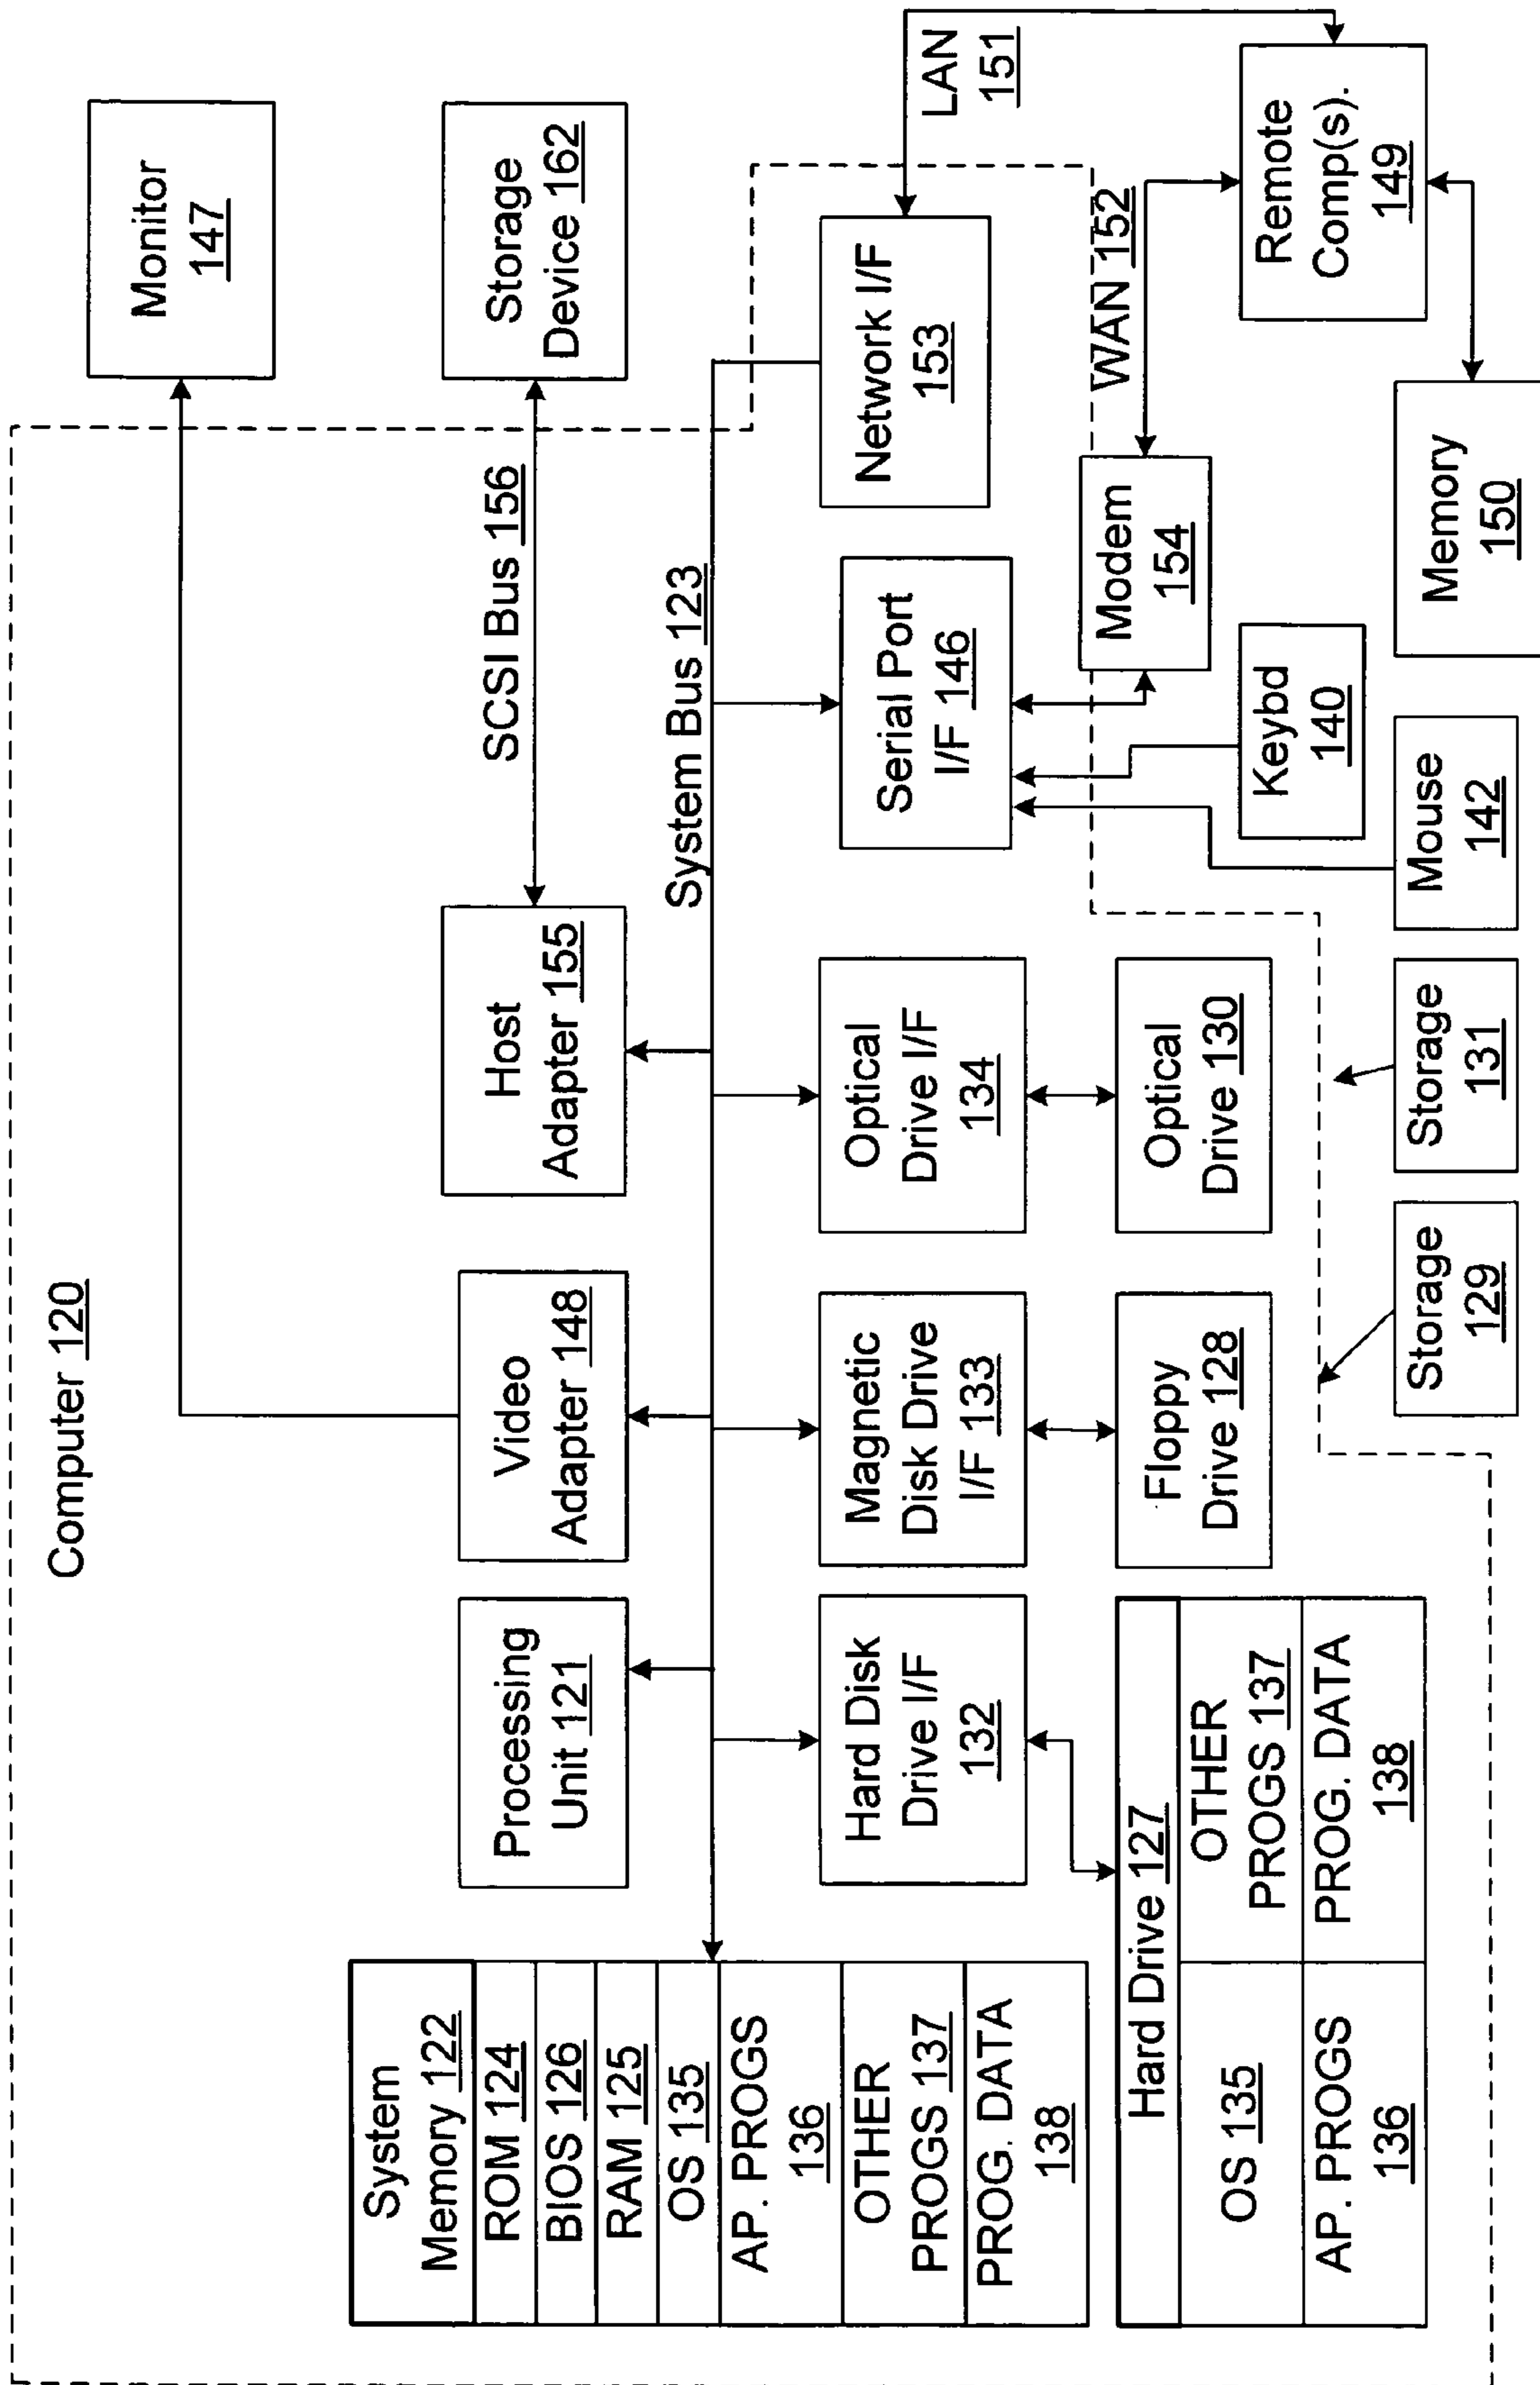 Computer 120
Monitor
147
System
Memory 122
ROM 124
BIOS 126
RAM 125
OS 135
AP. PROGS
136
OTHER
PROGS 137
PROG. DATA
138
Processing
Unit 121
Video
Adapter 148
Host
Adapter 155
SCSI Bus 156
Storage
Device 162
System Bus 123
Hard Disk
Drive I/F
132
Magnetic
Disk Drive
I/F 133
Optical
Drive I/F
134
Serial Port
I/F 146
Network I/F
153
LAN
151
Hard Drive 127
OS 135
OTHER
PROGS 137
AP. PROGS
136
PROG. DATA
138
Floppy
Drive 128
Optical
Drive 130
Modem
154
WAN 152
Remote
Comp(s).
149
Keybd
140
Storage
129
Storage
131
Mouse
142
Memory
150